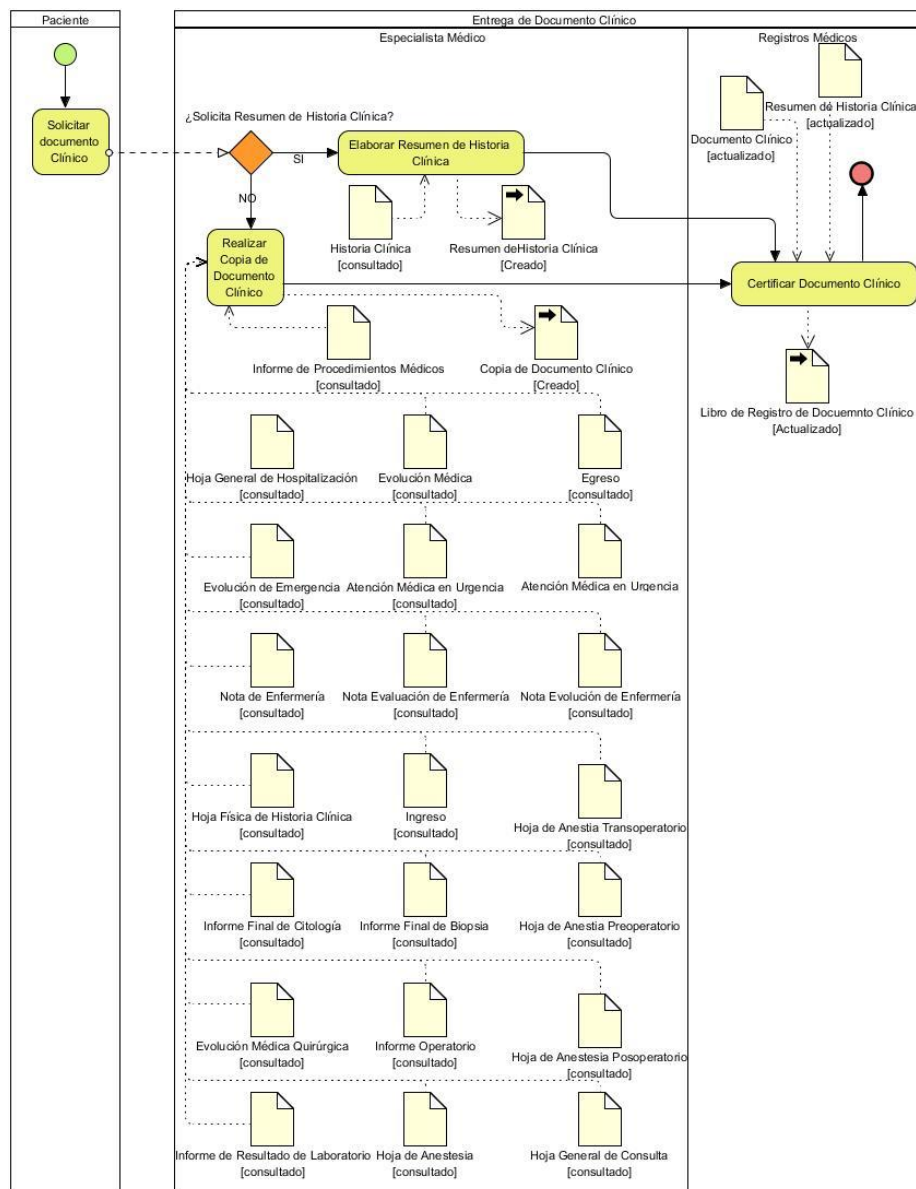 Paciente
Entrega de Documento Clínico
Especialista Médico
Registros Médicos
Solicitar
documento
Clínico
¿Solicita Resumen de Historia Clínica?
SI
NO
Elaborar Resumen de Historia
Clínica
Resumen de Historia Clínica
[actualizado]
Documento Clínico
[actualizado]
Historia Clínica
[consultado]
Resumen deHistoria Clínica
[Creado]
Realizar
Copia de
Documento
Clínico
Certificar Documento Clínico
Informe de Procedimientos Médicos
[consultado]
Copia de Documento Clínico
[Creado]
Libro de Registro de Docuemnto Clínico
[Actualizado]
Hoja General de Hospitalización
[consultado]
Evolución Médica
[consultado]
Egreso
[consultado]
Evolución de Emergencia
[consultado]
Atención Médica en Urgencia
[consultado]
Atención Médica en Urgencia
Nota de Enfermería
[consultado]
Nota Evaluación de Enfermería
[consultado]
Nota Evolución de Enfermería
[consultado]
Hoja Física de Historia Clínica
[consultado]
Ingreso
[consultado]
Hoja de Anestia Transoperatorio
[consultado]
Informe Final de Citología
[consultado]
Informe Final de Biopsia
[consultado]
Hoja de Anestia Preoperatorio
[consultado]
Evolución Médica Quirúrgica
[consultado]
Informe Operatorio
[consultado]
Hoja de Anestesia Posoperatorio
[consultado]
Informe de Resultado de Laboratorio
[consultado]
Hoja de Anestesia
[consultado]
Hoja General de Consulta
[consultado]